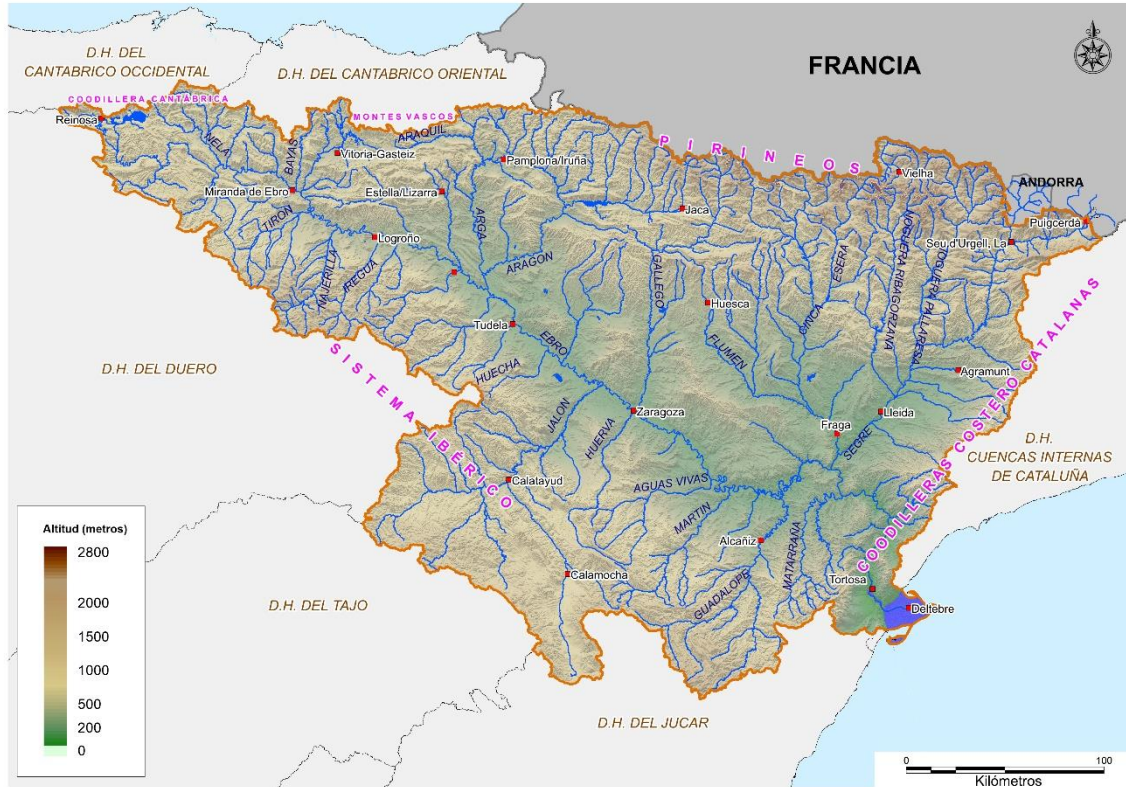 FRANCIA
D.H. DEL
CANTABRICO OCCIDENTAL
D.H. DEL CANTABRICO ORIENTAL
COODILLERA CANTÁBRICA
Reinosa
MONTES VASCOS
ARAQUIL
NELA
BAYAS
Vitoria-Gasteiz
Pamplona/Iruña
PIRINEOS
Vielha
ANDORRA
Miranda de Ebro
Estella/Lizarra
Jaca
Puigcerdà
TIRON
Logroño
ARGA
Seu d'Urgell, La
NAJERILLA
IREGUA
ARAGON
GALLEGO
ESERA
NOGUERA RIBAGORZANA
NOGUERA PALLARESA
Huesca
CINCA
Tudela
EBRO
FLUMEN
D.H. DEL DUERO
SISTEMA IBÉRICO
HUECHA
Agramunt
COODILLERAS COSTERO CATALANAS
JALON
HUERVA
Zaragoza
Lleida
Fraga
SEGRE
D.H.
CUENCAS INTERNAS
DE CATALUÑA
Calatayud
AGUAS VIVAS
MARTIN
Alcañiz
MATARRAÑA
Calamocha
GUADALOPE
Tortosa
Deltebre
D.H. DEL TAJO
D.H. DEL JUCAR
Altitud (metros)
2800
2000
1500
1000
500
200
0
0 100
Kilómetros